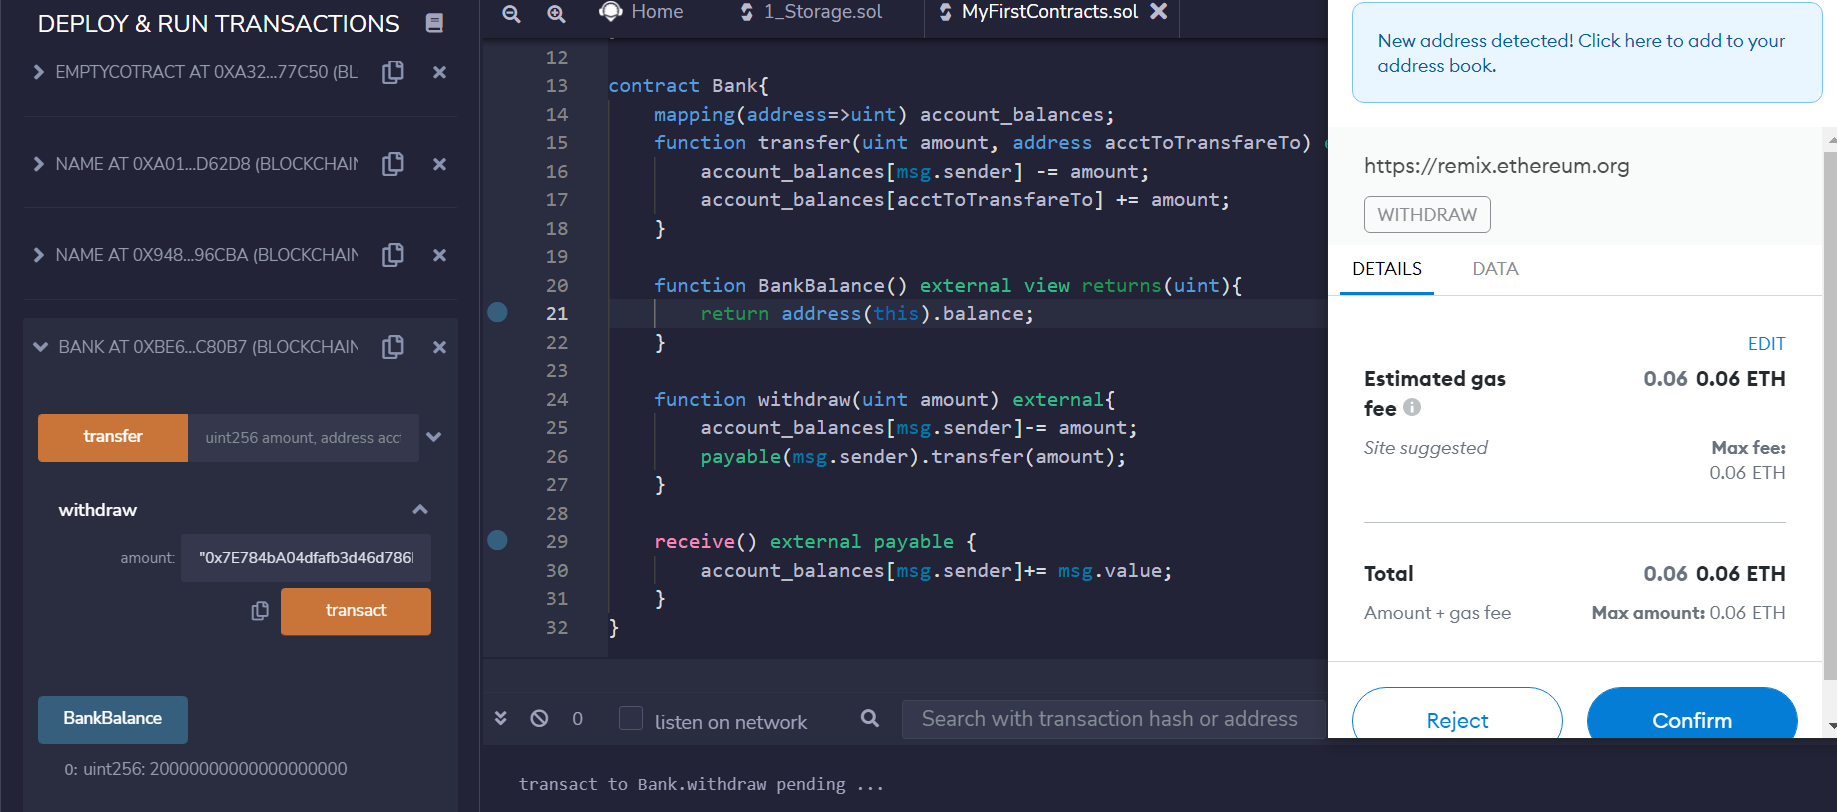 DEPLOY & RUN TRANSACTIONS
EMPTYCOTRACT AT 0XA32...77C50 (BL
NAME AT 0XA01...D62D8 (BLOCKCHAIN
NAME AT 0X948...96CBA (BLOCKCHAIN
BANK AT 0XBE6...C80B7 (BLOCKCHAIN
transfer
uint256 amount, address acc
withdraw
amount:
"0x7E784bA04dfafb3d46d786
transact
BankBalance
0: uint256: 20000000000000000000
Home
1_Storage.sol
MyFirstContracts.sol
12
13 contract Bank{
14 mapping(address=>uint) account_balances;
15 function transfer(uint amount, address acctToTransfareTo)
16 account_balances[msg.sender] -= amount;
17 account_balances[acctToTransfareTo] += amount;
18 }
19
20 function BankBalance() external view returns(uint){
21 return address(this).balance;
22 }
23
24 function withdraw(uint amount) external{
25 account_balances[msg.sender]-= amount;
26 payable(msg.sender).transfer(amount);
27 }
28
29 receive() external payable {
30 account_balances[msg.sender]+= msg.value;
31 }
32 }
0
listen on network
Search with transaction hash or address
transact to Bank.withdraw pending ...
New address detected! Click here to add to your
address book.
https://remix.ethereum.org
WITHDRAW
DETAILS
DATA
EDIT
Estimated gas
fee
0.06 0.06 ETH
Site suggested
Max fee:
0.06 ETH
Total
0.06 0.06 ETH
Amount + gas fee
Max amount: 0.06 ETH
Reject
Confirm